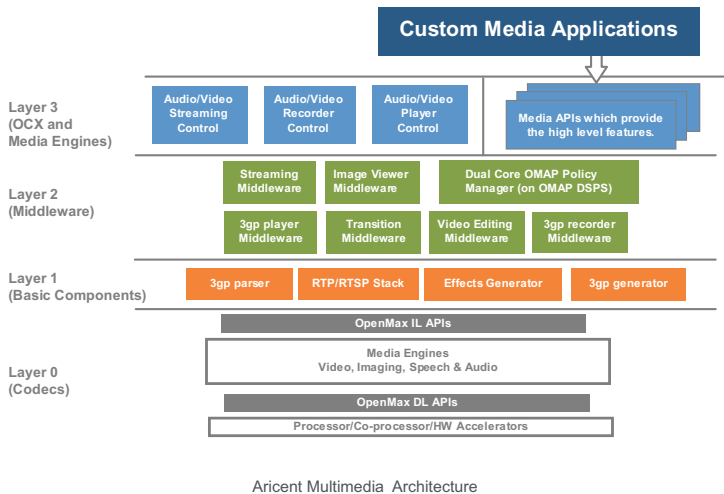 Custom Media Applications
Layer 3
(OCX and
Media Engines)
Audio/Video
Streaming
Control
Audio/Video
Recorder
Control
Audio/Video
Player
Control
Media APIs which provide
the high level features.
Layer 2
(Middleware)
Streaming
Middleware
Image Viewer
Middleware
Dual Core OMAP Policy
Manager (on OMAP DSPS)
3gp player
Middleware
Transition
Middleware
Video Editing
Middleware
3gp recorder
Middleware
Layer 1
(Basic Components)
3gp parser
RTP/RTSP Stack
Effects Generator
3gp generator
Layer 0
(Codecs)
OpenMax IL APIs
Media Engines
Video, Imaging, Speech & Audio
OpenMax DL APIs
Processor/Co-processor/HW Accelerators
Aricent Multimedia Architecture